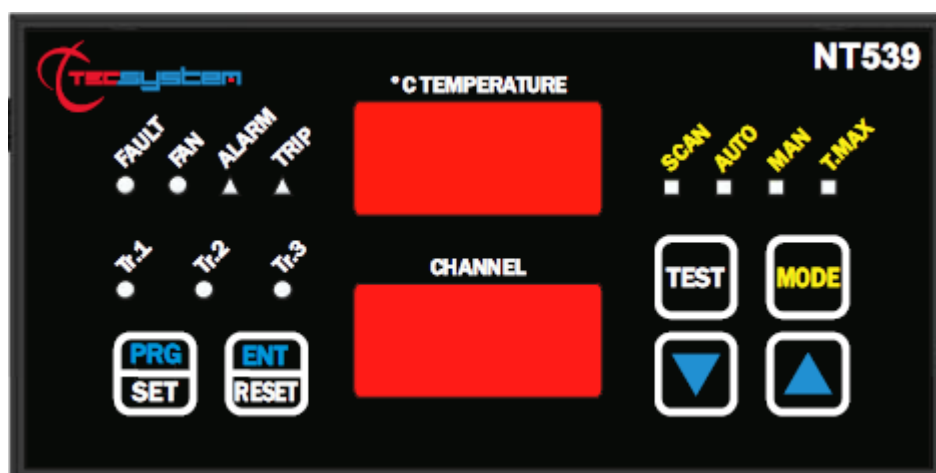 TECSYSTEM
NT539
°C TEMPERATURE
FAULT
FAN
ALARM
TRIP
SCAN
AUTO
MAN
T.MAX
Tr.1
Tr.2
Tr.3
CHANNEL
TEST
MODE
PRG
SET
ENT
RESET